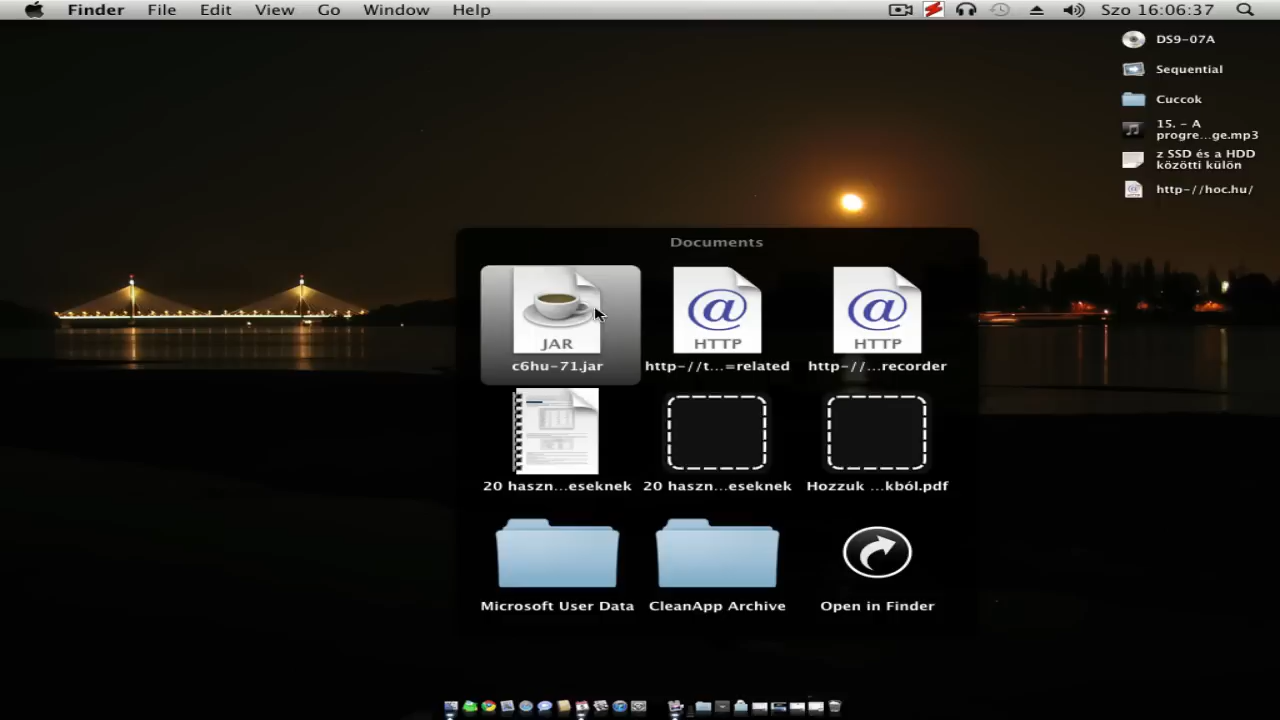 Finder File Edit View Go Window Help Szo 16:06:37
DS9-07A
Sequential
Cuccok
15. - A
progre...ge.mp3
z SSD és a HDD
közötti külön
http-//hoc.hu/
Documents
JAR HTTP HTTP
c6hu-71.jar http-//t...=related http-//...recorder
20 haszn...eseknek 20 haszn...eseknek Hozzuk ...kból.pdf
Microsoft User Data CleanApp Archive Open in Finder